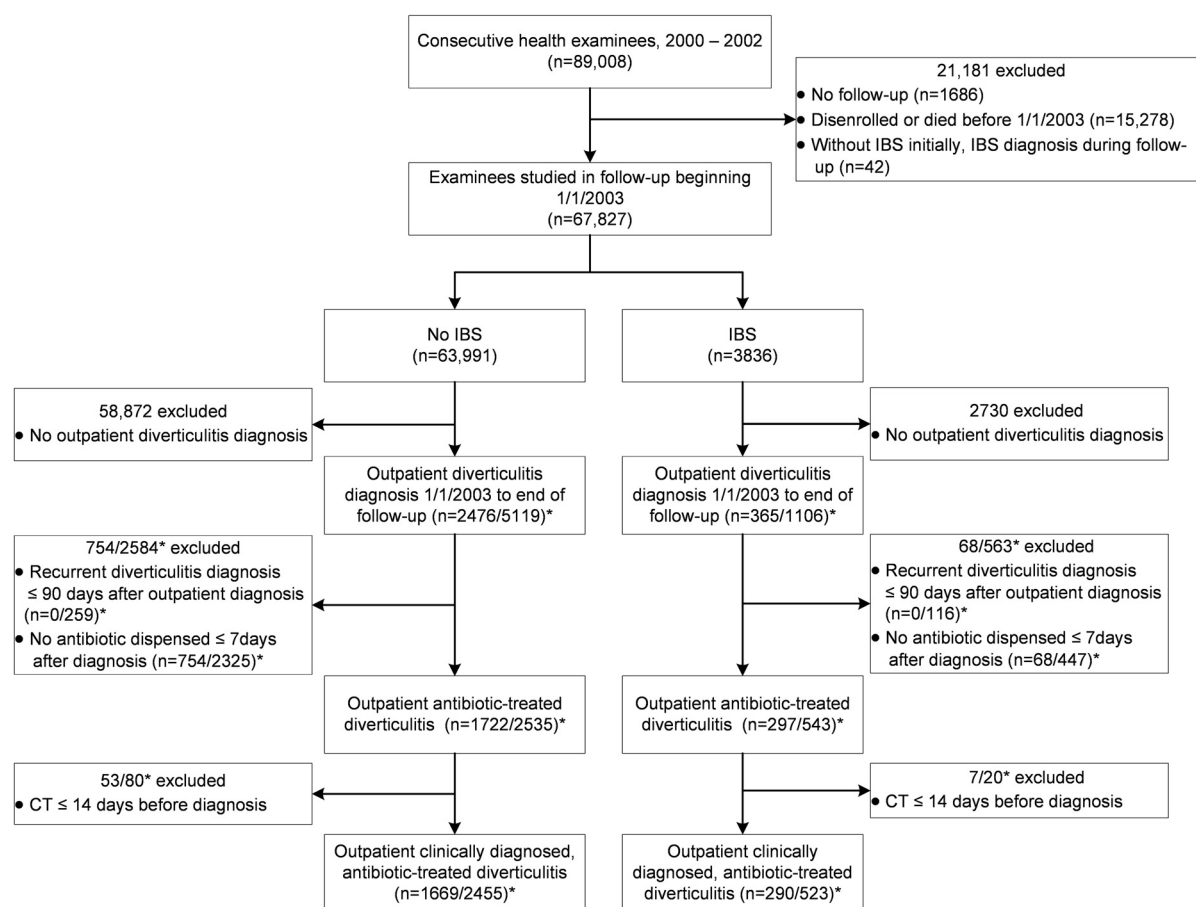 Consecutive health examinees, 2000 – 2002
(n=89,008)
21,181 excluded
● No follow-up (n=1686)
● Disenrolled or died before 1/1/2003 (n=15,278)
● Without IBS initially, IBS diagnosis during follow-
up (n=42)
Examinees studied in follow-up beginning
1/1/2003
(n=67,827)
No IBS
(n=63,991)
IBS
(n=3836)
58,872 excluded
● No outpatient diverticulitis diagnosis
2730 excluded
● No outpatient diverticulitis diagnosis
Outpatient diverticulitis
diagnosis 1/1/2003 to end of
follow-up (n=2476/5119)*
Outpatient diverticulitis
diagnosis 1/1/2003 to end of
follow-up (n=365/1106)*
754/2584* excluded
● Recurrent diverticulitis diagnosis
≤ 90 days after outpatient diagnosis
(n=0/259)*
● No antibiotic dispensed ≤ 7days
after diagnosis (n=754/2325)*
68/563* excluded
● Recurrent diverticulitis diagnosis
≤ 90 days after outpatient diagnosis
(n=0/116)*
● No antibiotic dispensed ≤ 7days
after diagnosis (n=68/447)*
Outpatient antibiotic-treated
diverticulitis (n=1722/2535)*
Outpatient antibiotic-treated
diverticulitis (n=297/543)*
53/80* excluded
● CT ≤ 14 days before diagnosis
7/20* excluded
● CT ≤ 14 days before diagnosis
Outpatient clinically diagnosed,
antibiotic-treated diverticulitis
(n=1669/2455)*
Outpatient clinically
diagnosed, antibiotic-treated
diverticulitis (n=290/523)*